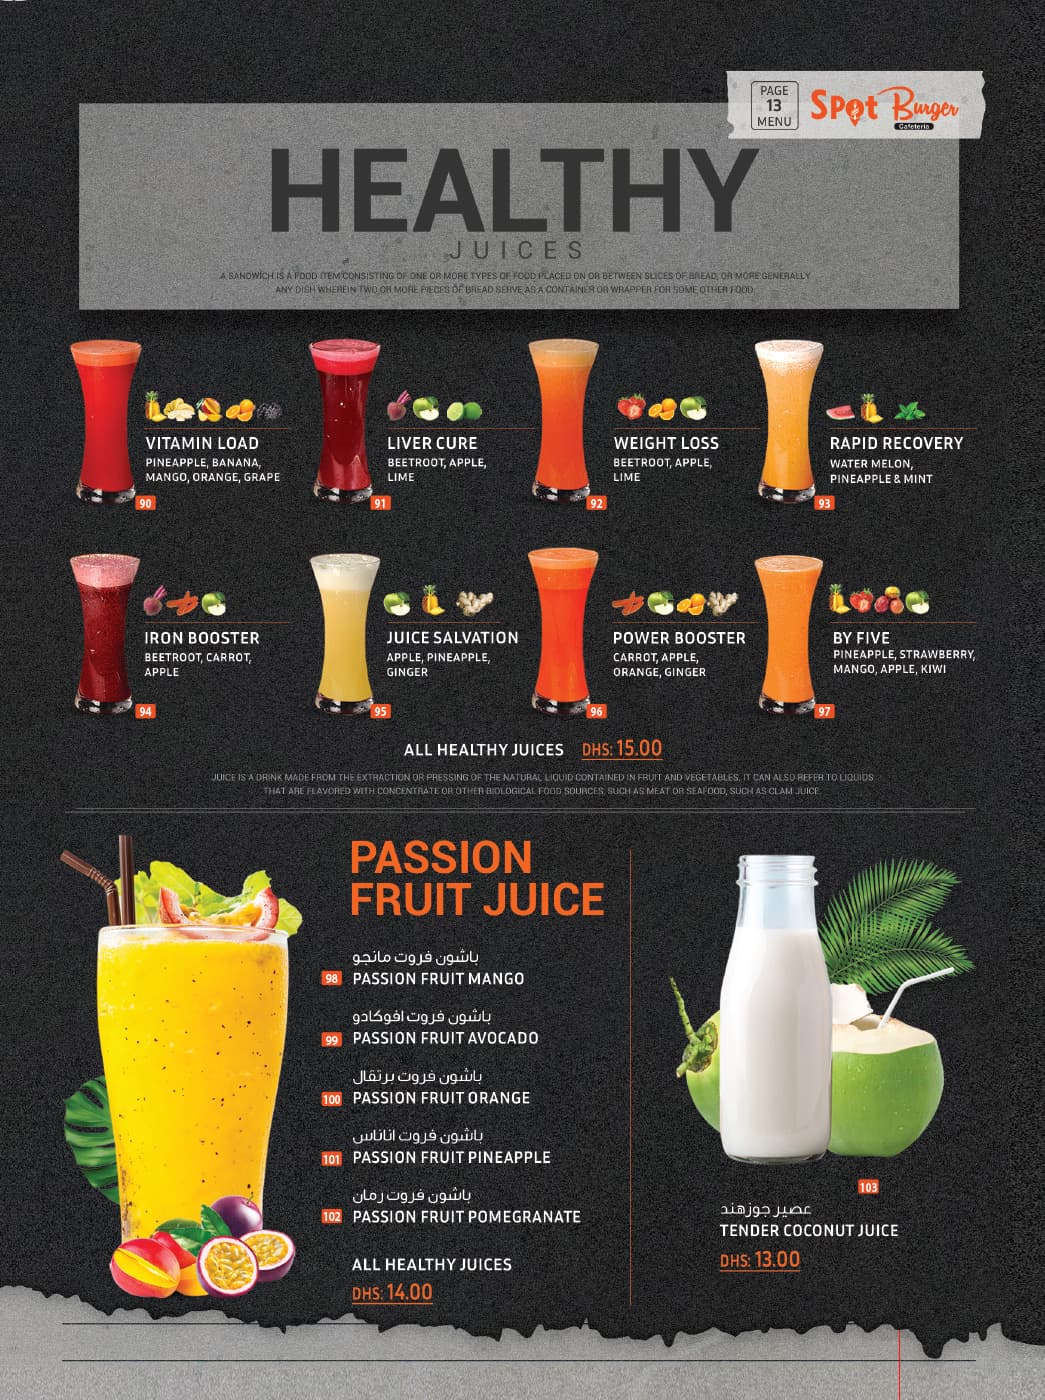 PAGE
13
MENU
SPOT Burger
Cafeteria
HEALTHY
JUICES
A SANDWICH IS A FOOD ITEM CONSISTING OF ONE OR MORE TYPES OF FOOD PLACED ON OR BETWEEN SLICES OF BREAD, OR MORE GENERALLY
ANY DISH WHEREIN TWO OR MORE PIECES OF BREAD SERVE AS A CONTAINER OR WRAPPER FOR SOME OTHER FOOD.
VITAMIN LOAD
PINEAPPLE, BANANA,
MANGO, ORANGE, GRAPE
90
LIVER CURE
BEETROOT, APPLE,
LIME
91
WEIGHT LOSS
BEETROOT, APPLE,
LIME
92
RAPID RECOVERY
WATER MELON,
PINEAPPLE & MINT
93
IRON BOOSTER
BEETROOT, CARROT,
APPLE
94
JUICE SALVATION
APPLE, PINEAPPLE,
GINGER
95
POWER BOOSTER
CARROT, APPLE,
ORANGE, GINGER
96
BY FIVE
PINEAPPLE, STRAWBERRY,
MANGO, APPLE, KIWI
97
ALL HEALTHY JUICES DHS: 15.00
JUICE IS A DRINK MADE FROM THE EXTRACTION OR PRESSING OF THE NATURAL LIQUID CONTAINED IN FRUIT AND VEGETABLES. IT CAN ALSO REFER TO LIQUIDS
THAT ARE FLAVORED WITH CONCENTRATE OR OTHER BIOLOGICAL FOOD SOURCES, SUCH AS MEAT OR SEAFOOD, SUCH AS CLAM JUICE.
PASSION
FRUIT JUICE
باشون فروت مانجو
98 PASSION FRUIT MANGO
باشون فروت افوكادو
99 PASSION FRUIT AVOCADO
باشون فروت برتقال
100 PASSION FRUIT ORANGE
باشون فروت اناناس
101 PASSION FRUIT PINEAPPLE
باشون فروت رمان
102 PASSION FRUIT POMEGRANATE
ALL HEALTHY JUICES
DHS: 14.00
103
عصير جوزهند
TENDER COCONUT JUICE
DHS: 13.00